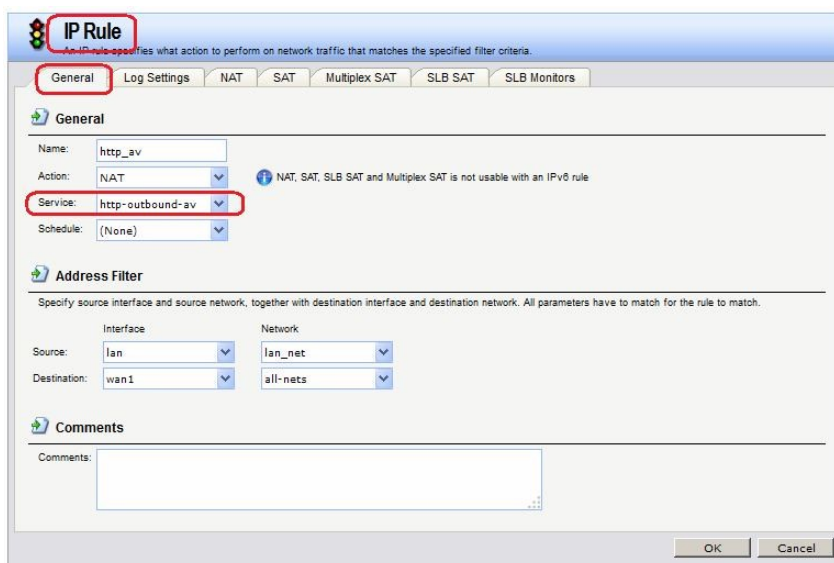 IP Rule
An IP rule specifies what action to perform on network traffic that matches the specified filter criteria.
General Log Settings NAT SAT Multiplex SAT SLB SAT SLB Monitors
General
Name: http_av
Action: NAT NAT, SAT, SLB SAT and Multiplex SAT is not usable with an IPv6 rule
Service: http-outbound-av
Schedule: (None)
Address Filter
Specify source interface and source network, together with destination interface and destination network. All parameters have to match for the rule to match.
Interface Network
Source: lan lan_net
Destination: wan1 all-nets
Comments
Comments:
OK Cancel